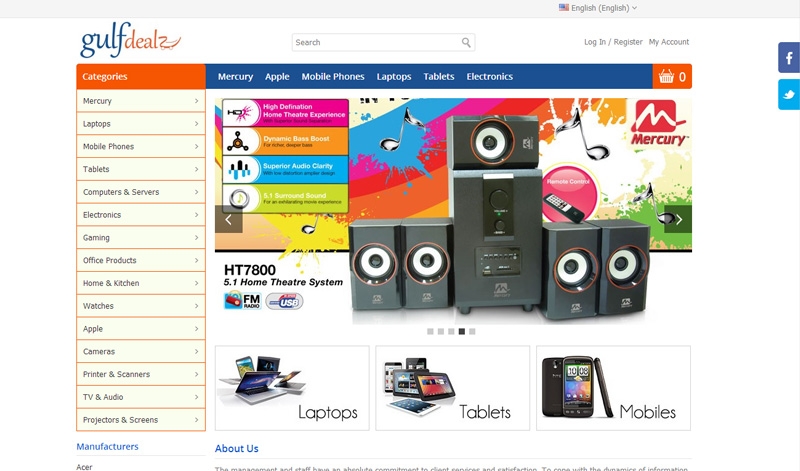 English (English)
gulfdealz
Search
Log In / Register My Account
Categories
Mercury Apple Mobile Phones Laptops Tablets Electronics
0
Mercury
Laptops
Mobile Phones
Tablets
Computers & Servers
Electronics
Gaming
Office Products
Home & Kitchen
Watches
Apple
Cameras
Printer & Scanners
TV & Audio
Projectors & Screens
Manufacturers
Acer
HDX
High Defination
Home Theatre Experience
With Superior Sound Separation
Dynamic Bass Boost
For richer, deeper bass
Superior Audio Clarity
With low distortion amplifier design
5.1 Surround Sound
For an exhilarating movie experience
Mercury
Remote Control
HT7800
5.1 Home Theatre System
FM
RADIO
USB
Laptops
Tablets
Mobiles
About Us
The management and staff have an absolute commitment to client services and satisfaction. To cope with the dynamics of information